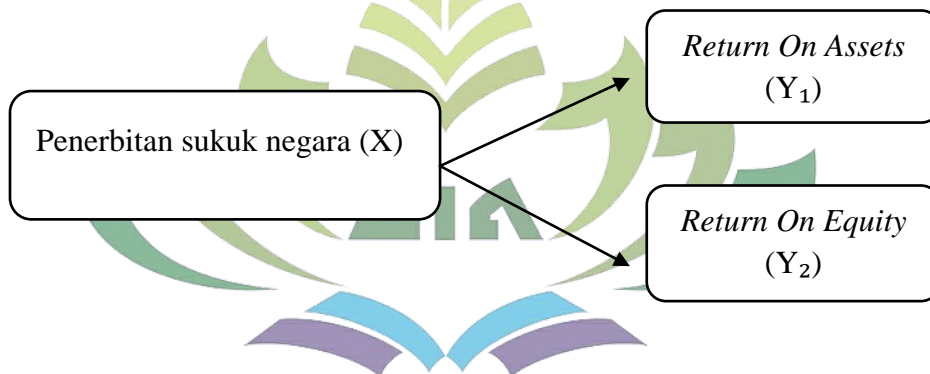 Return On Assets
(Y₁)
Penerbitan sukuk negara (X)
Return On Equity
(Y₂)